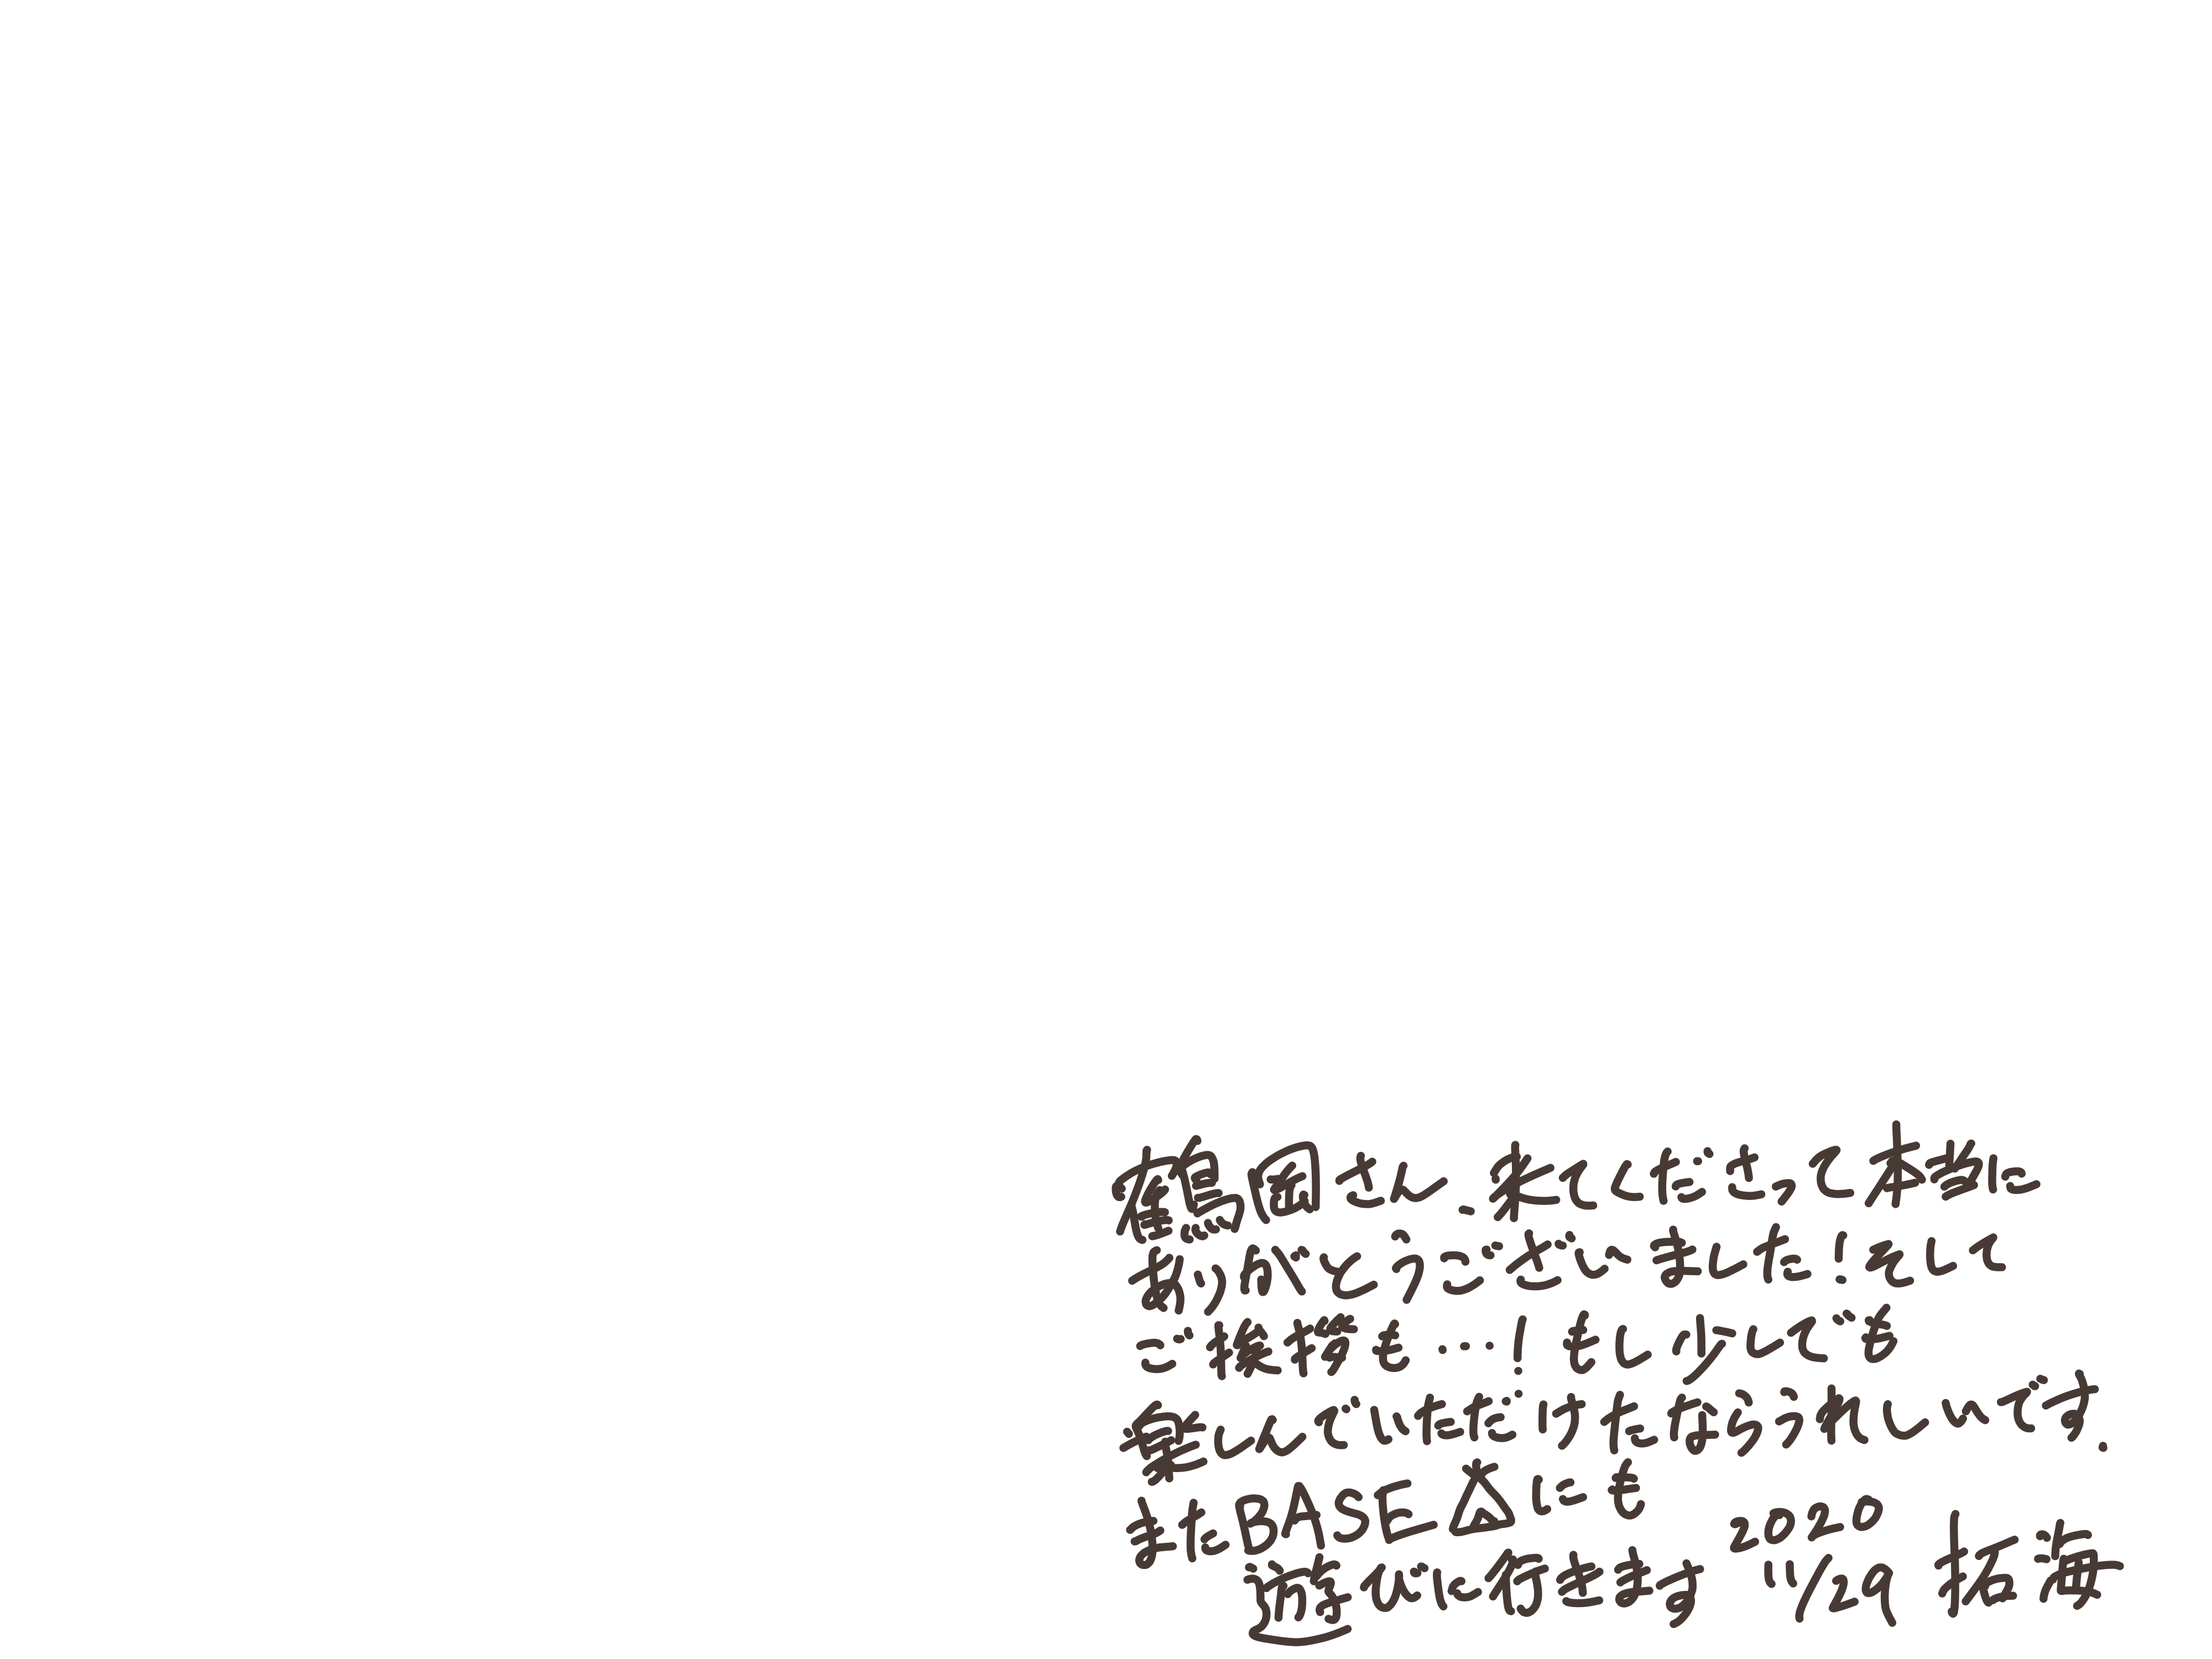 鶴岡さん、来てくださって本当に
ありがとうございました!そして
ご挨拶も…!もし少しでも
楽しんでいただけたなら嬉しいです。
またBASE△にも 2020
遊びに行きます 11/29 拓海